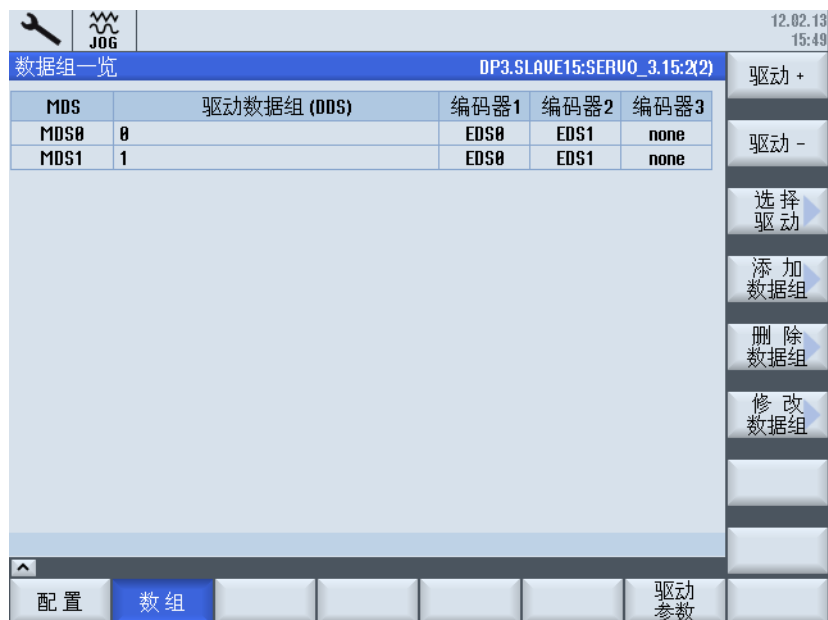 12.02.13
15:49
JOG
数据组一览 DP3.SLAVE15:SERVO_3.15:2(2)
MDS 驱动数据组 (DDS) 编码器1 编码器2 编码器3
MDS0 0 EDS0 EDS1 none
MDS1 1 EDS0 EDS1 none
驱动 +
驱动 -
选 择
驱 动
添 加
数据组
删 除
数据组
修 改
数据组
配 置 数 组 驱动
参数